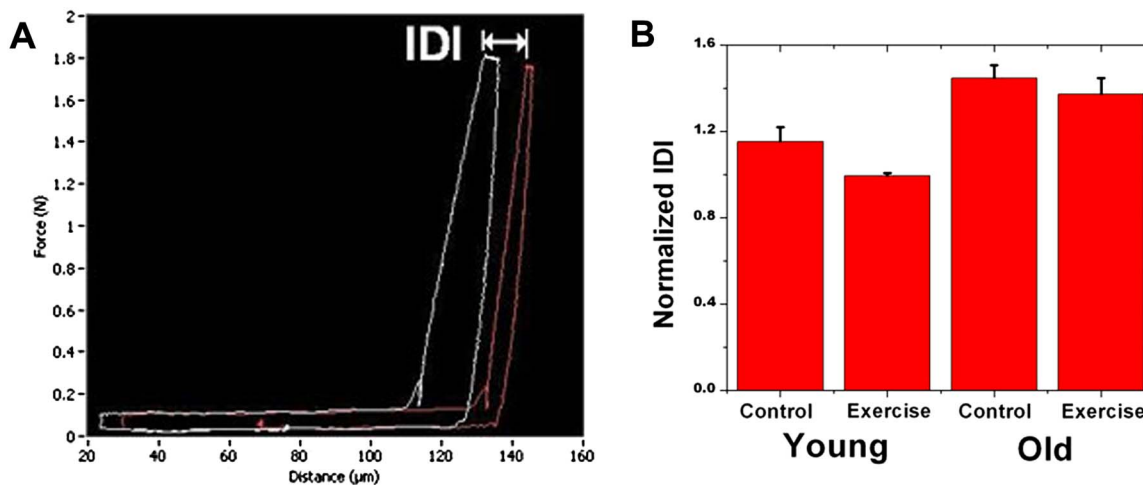 A
IDI
Force (N)
2
1.8
1.6
1.4
1.2
1
0.8
0.6
0.4
0.2
0
20 40 60 80 100 120 140 160
Distance (μm)
B
Normalized IDI
1.6
1.2
0.8
0.4
0.0
Control Exercise Control Exercise
Young Old